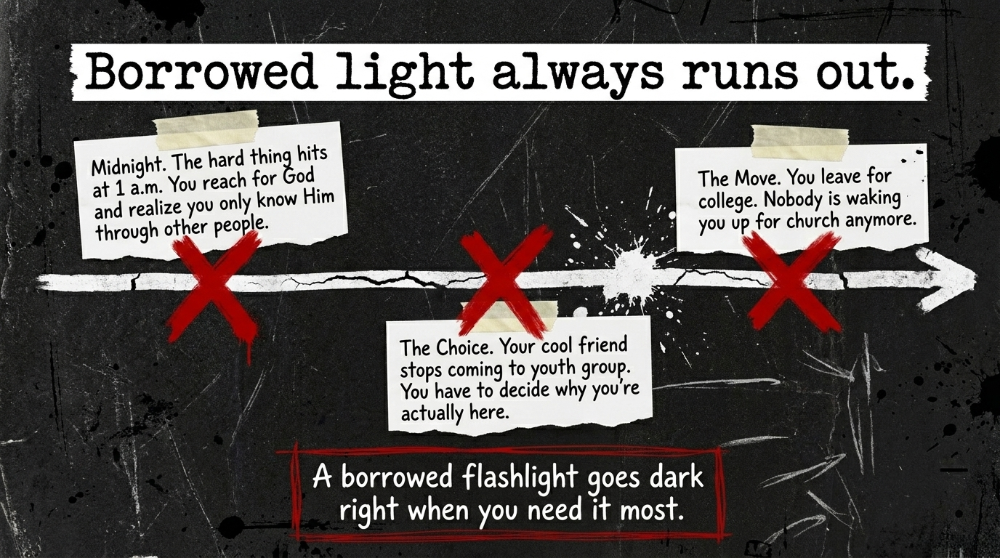 Borrowed light always runs out.
Midnight. The hard thing hits
at 1 a.m. You reach for God
and realize you only know Him
through other people.
The Choice. Your cool friend
stops coming to youth group.
You have to decide why you're
actually here.
The Move. You leave for
college. Nobody is waking
you up for church anymore.
A borrowed flashlight goes dark
right when you need it most.